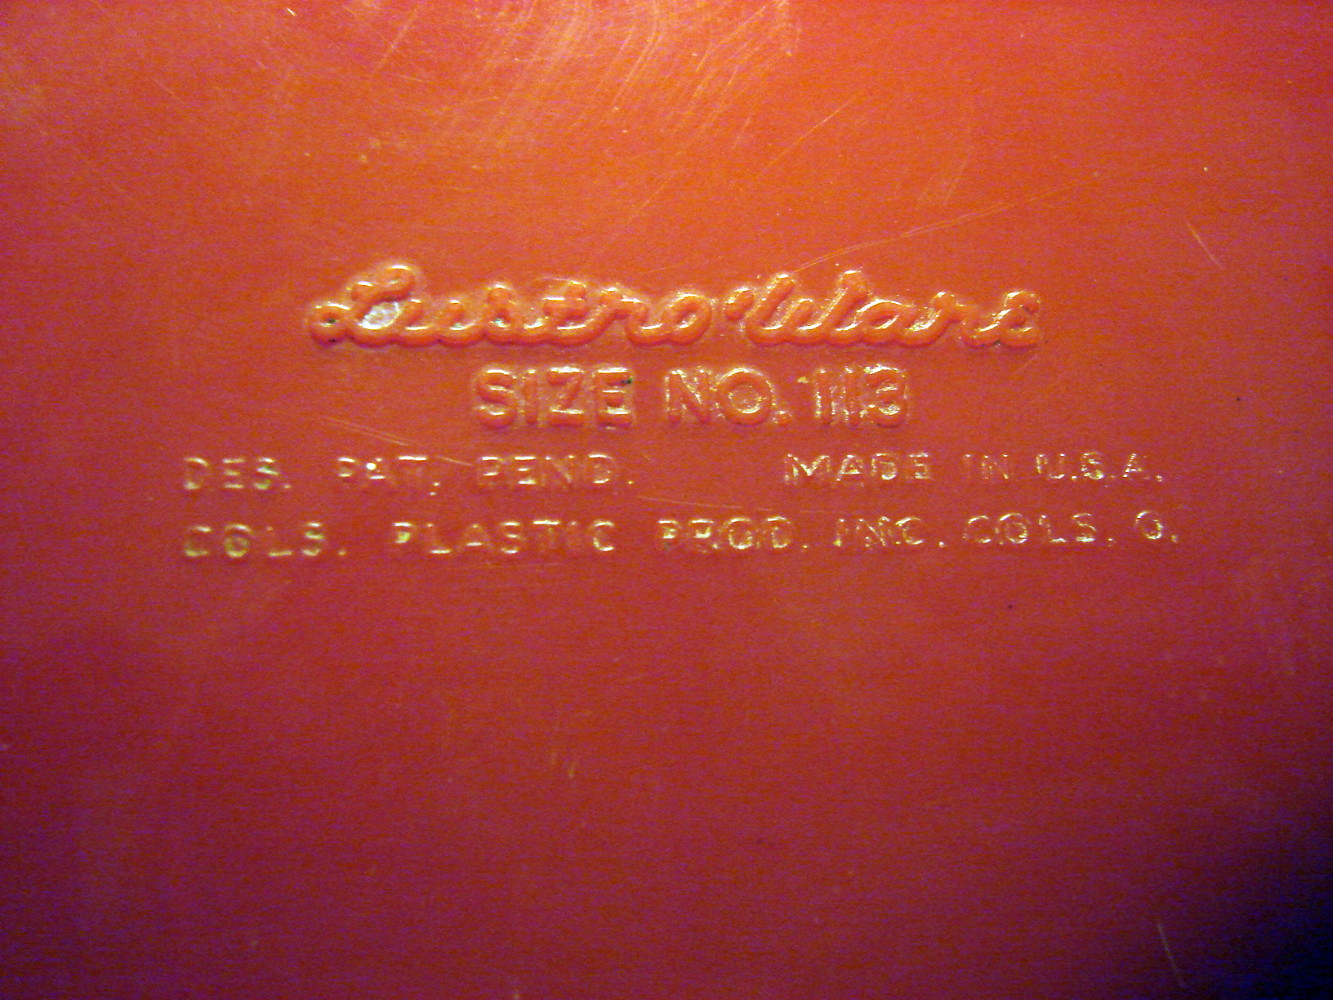 Lustro Ware
SIZE NO. 113
DES. PAT. PEND. MADE IN U.S.A.
COLS. PLASTIC PROD. INC. COLS. O.